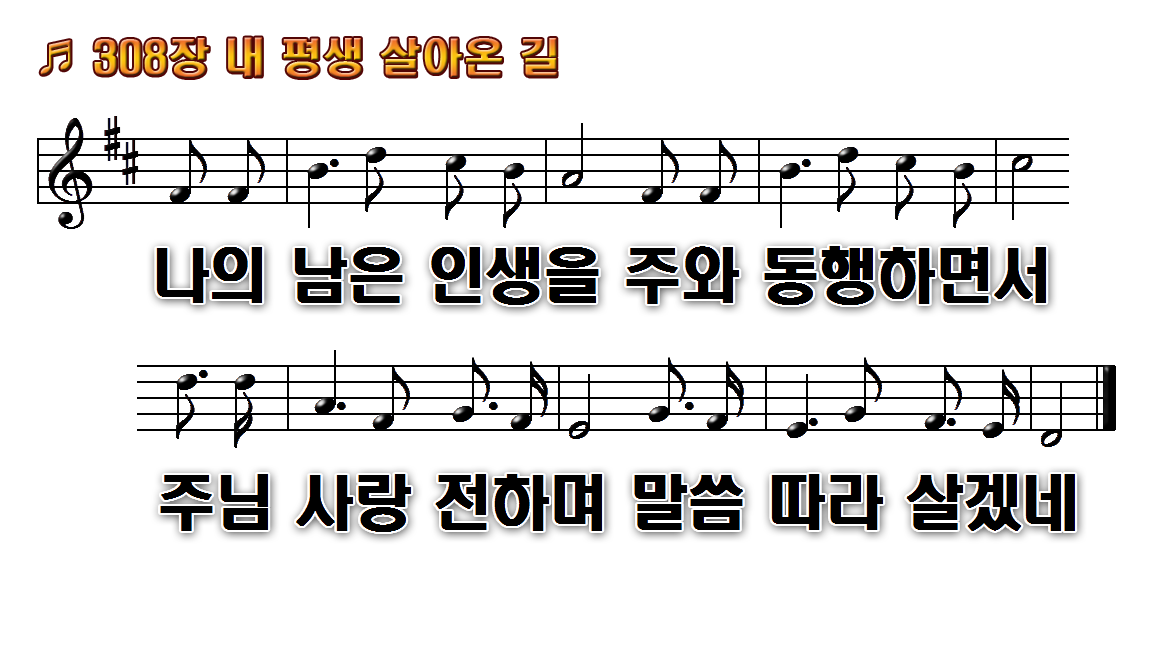 ♬ 308장 내 평생 살아온 길
나의 남은 인생을 주와 동행하면서
주님 사랑 전하며 말씀 따라 살겠네